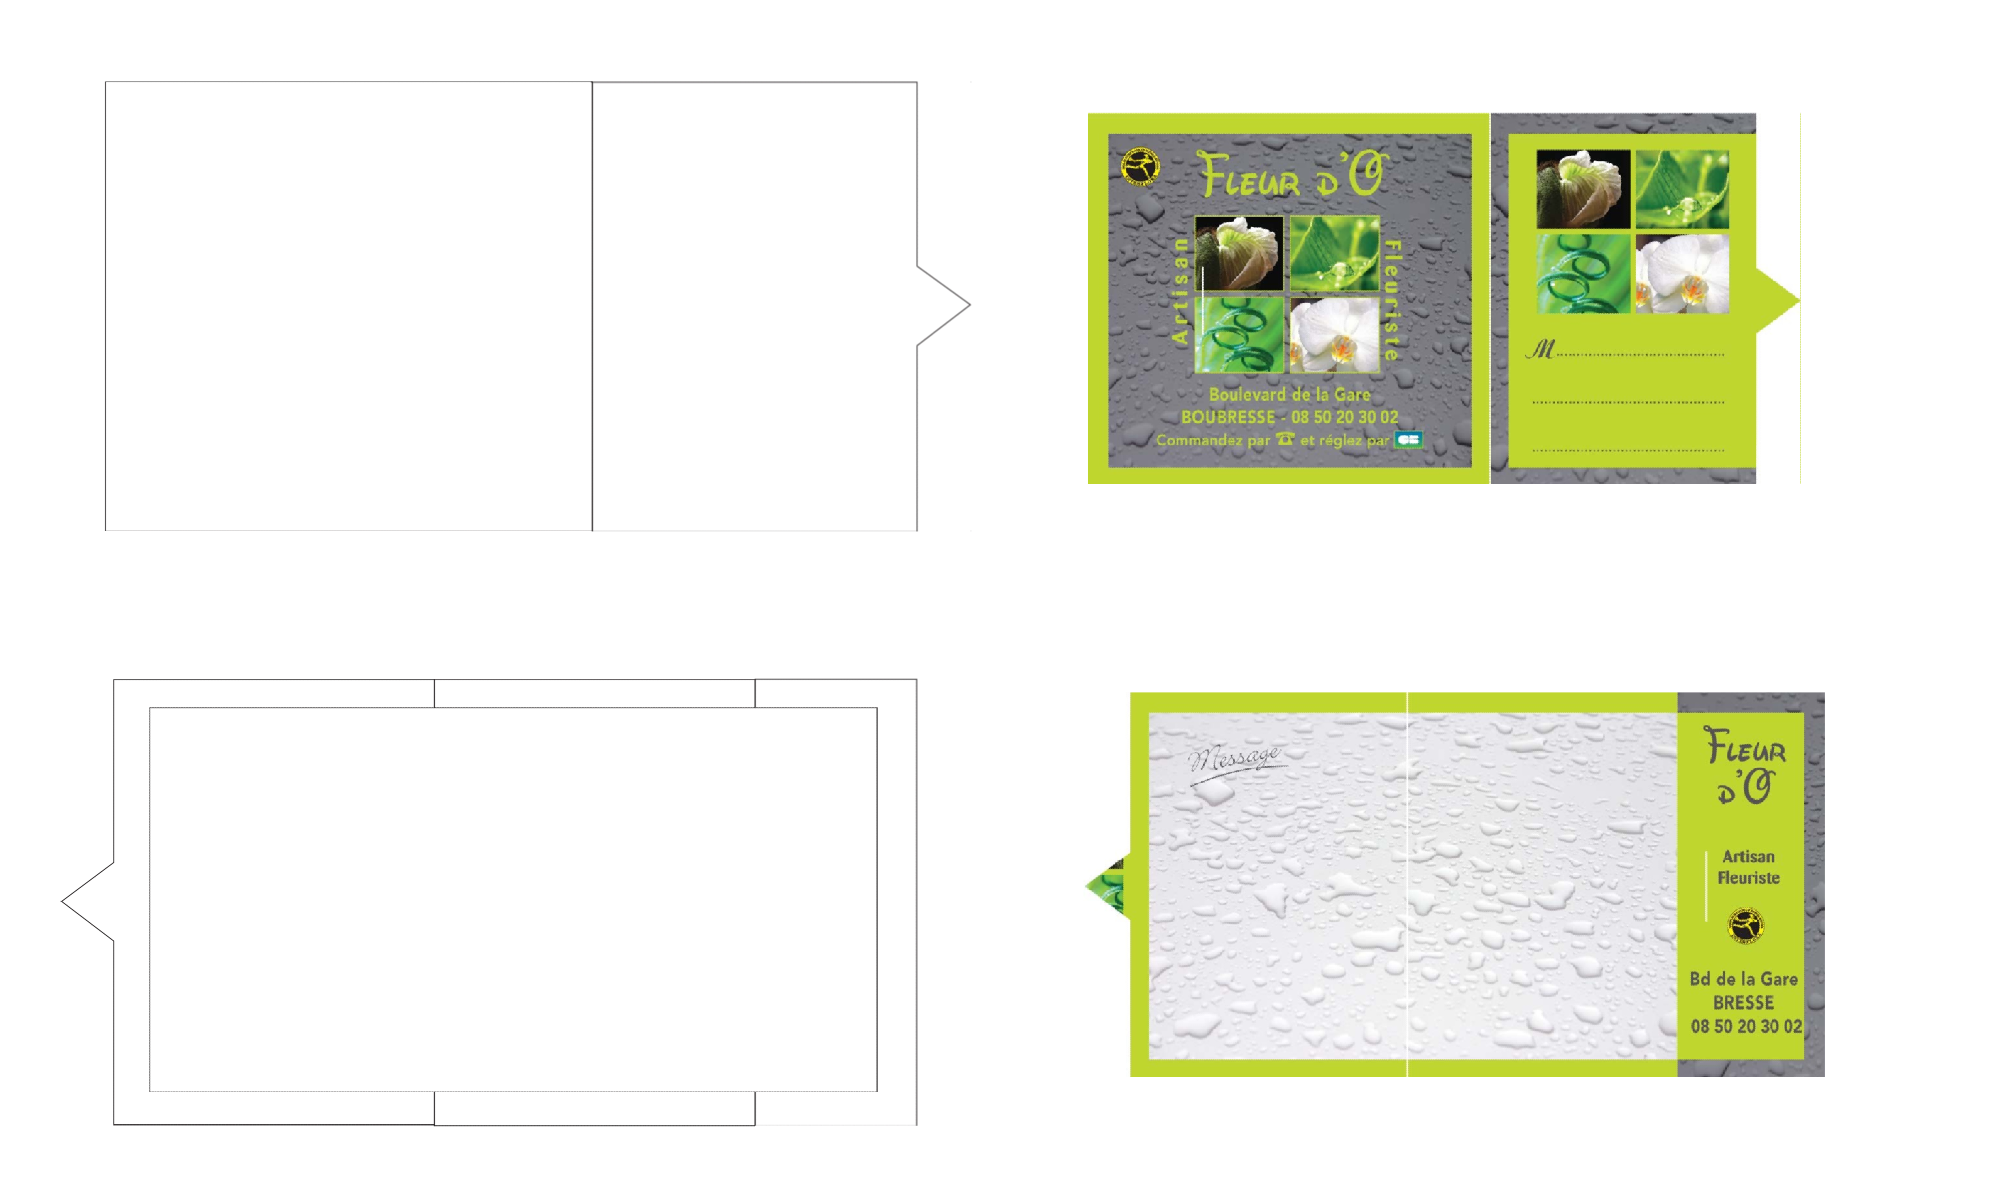 FLEUR D'O
Artisan
Fleuriste
Boulevard de la Gare
BOUBRESSE - 08 50 20 30 02
Commandez par ☎ et réglez par
M
Message
FLEUR
D'O
Artisan
Fleuriste
Bd de la Gare
BRESSE
08 50 20 30 02